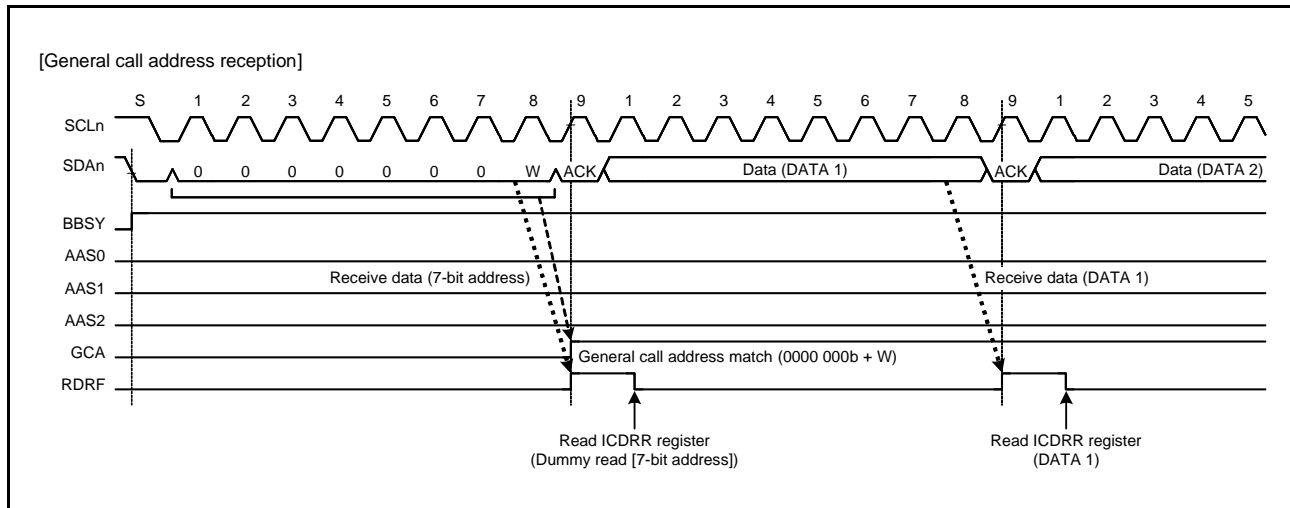 [General call address reception]
S 1 2 3 4 5 6 7 8 9 1 2 3 4 5 6 7 8 9 1 2 3 4 5
SCLn
SDAn 0 0 0 0 0 0 0 W ACK Data (DATA 1) ACK Data (DATA 2)
BBSY
AAS0
Receive data (7-bit address) Receive data (DATA 1)
AAS1
AAS2
GCA General call address match (0000 000b + W)
RDRF
Read ICDRR register
(Dummy read [7-bit address])
Read ICDRR register
(DATA 1)